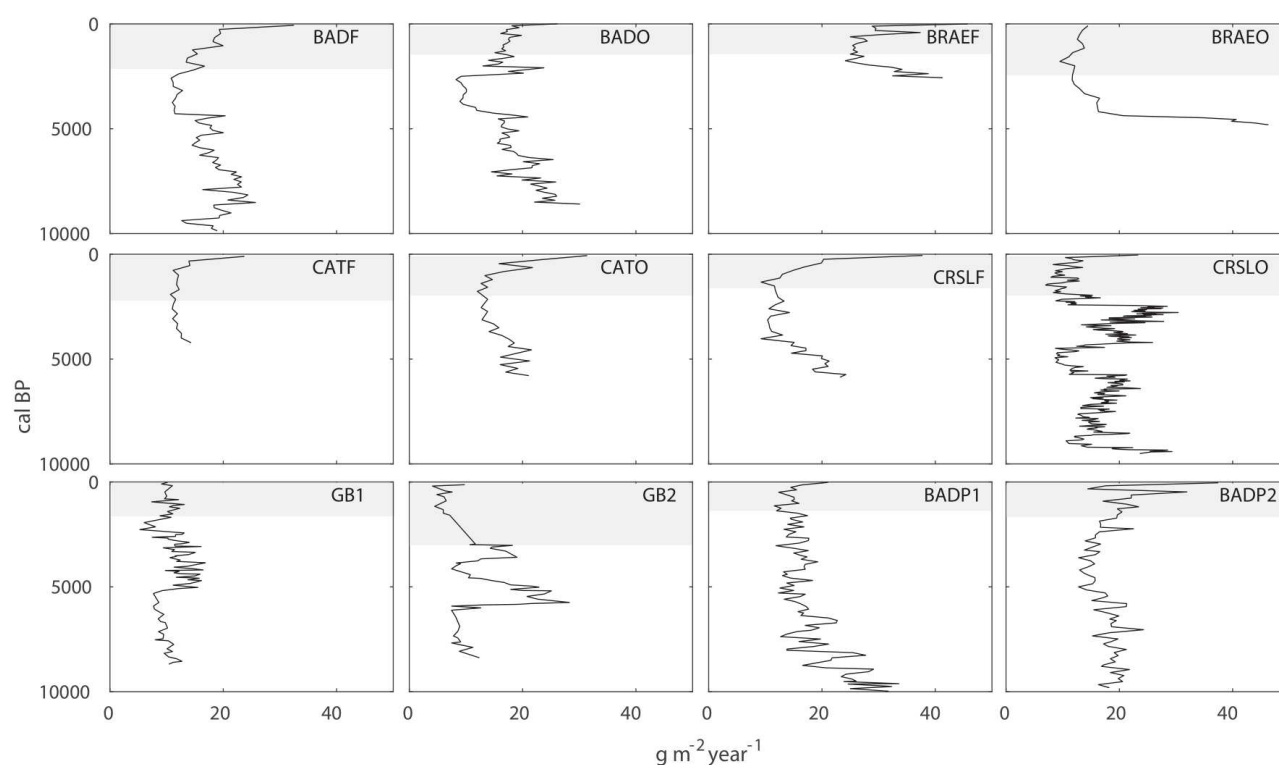 0
5000
10000
BADF
BADO
BRAEF
BRAEO
cal BP
0
5000
10000
CATF
CATO
CRSLF
CRSLO
0
5000
10000
GB1
GB2
BADP1
BADP2
0 20 40 0 20 40 0 20 40 0 20 40
g m-2 year-1